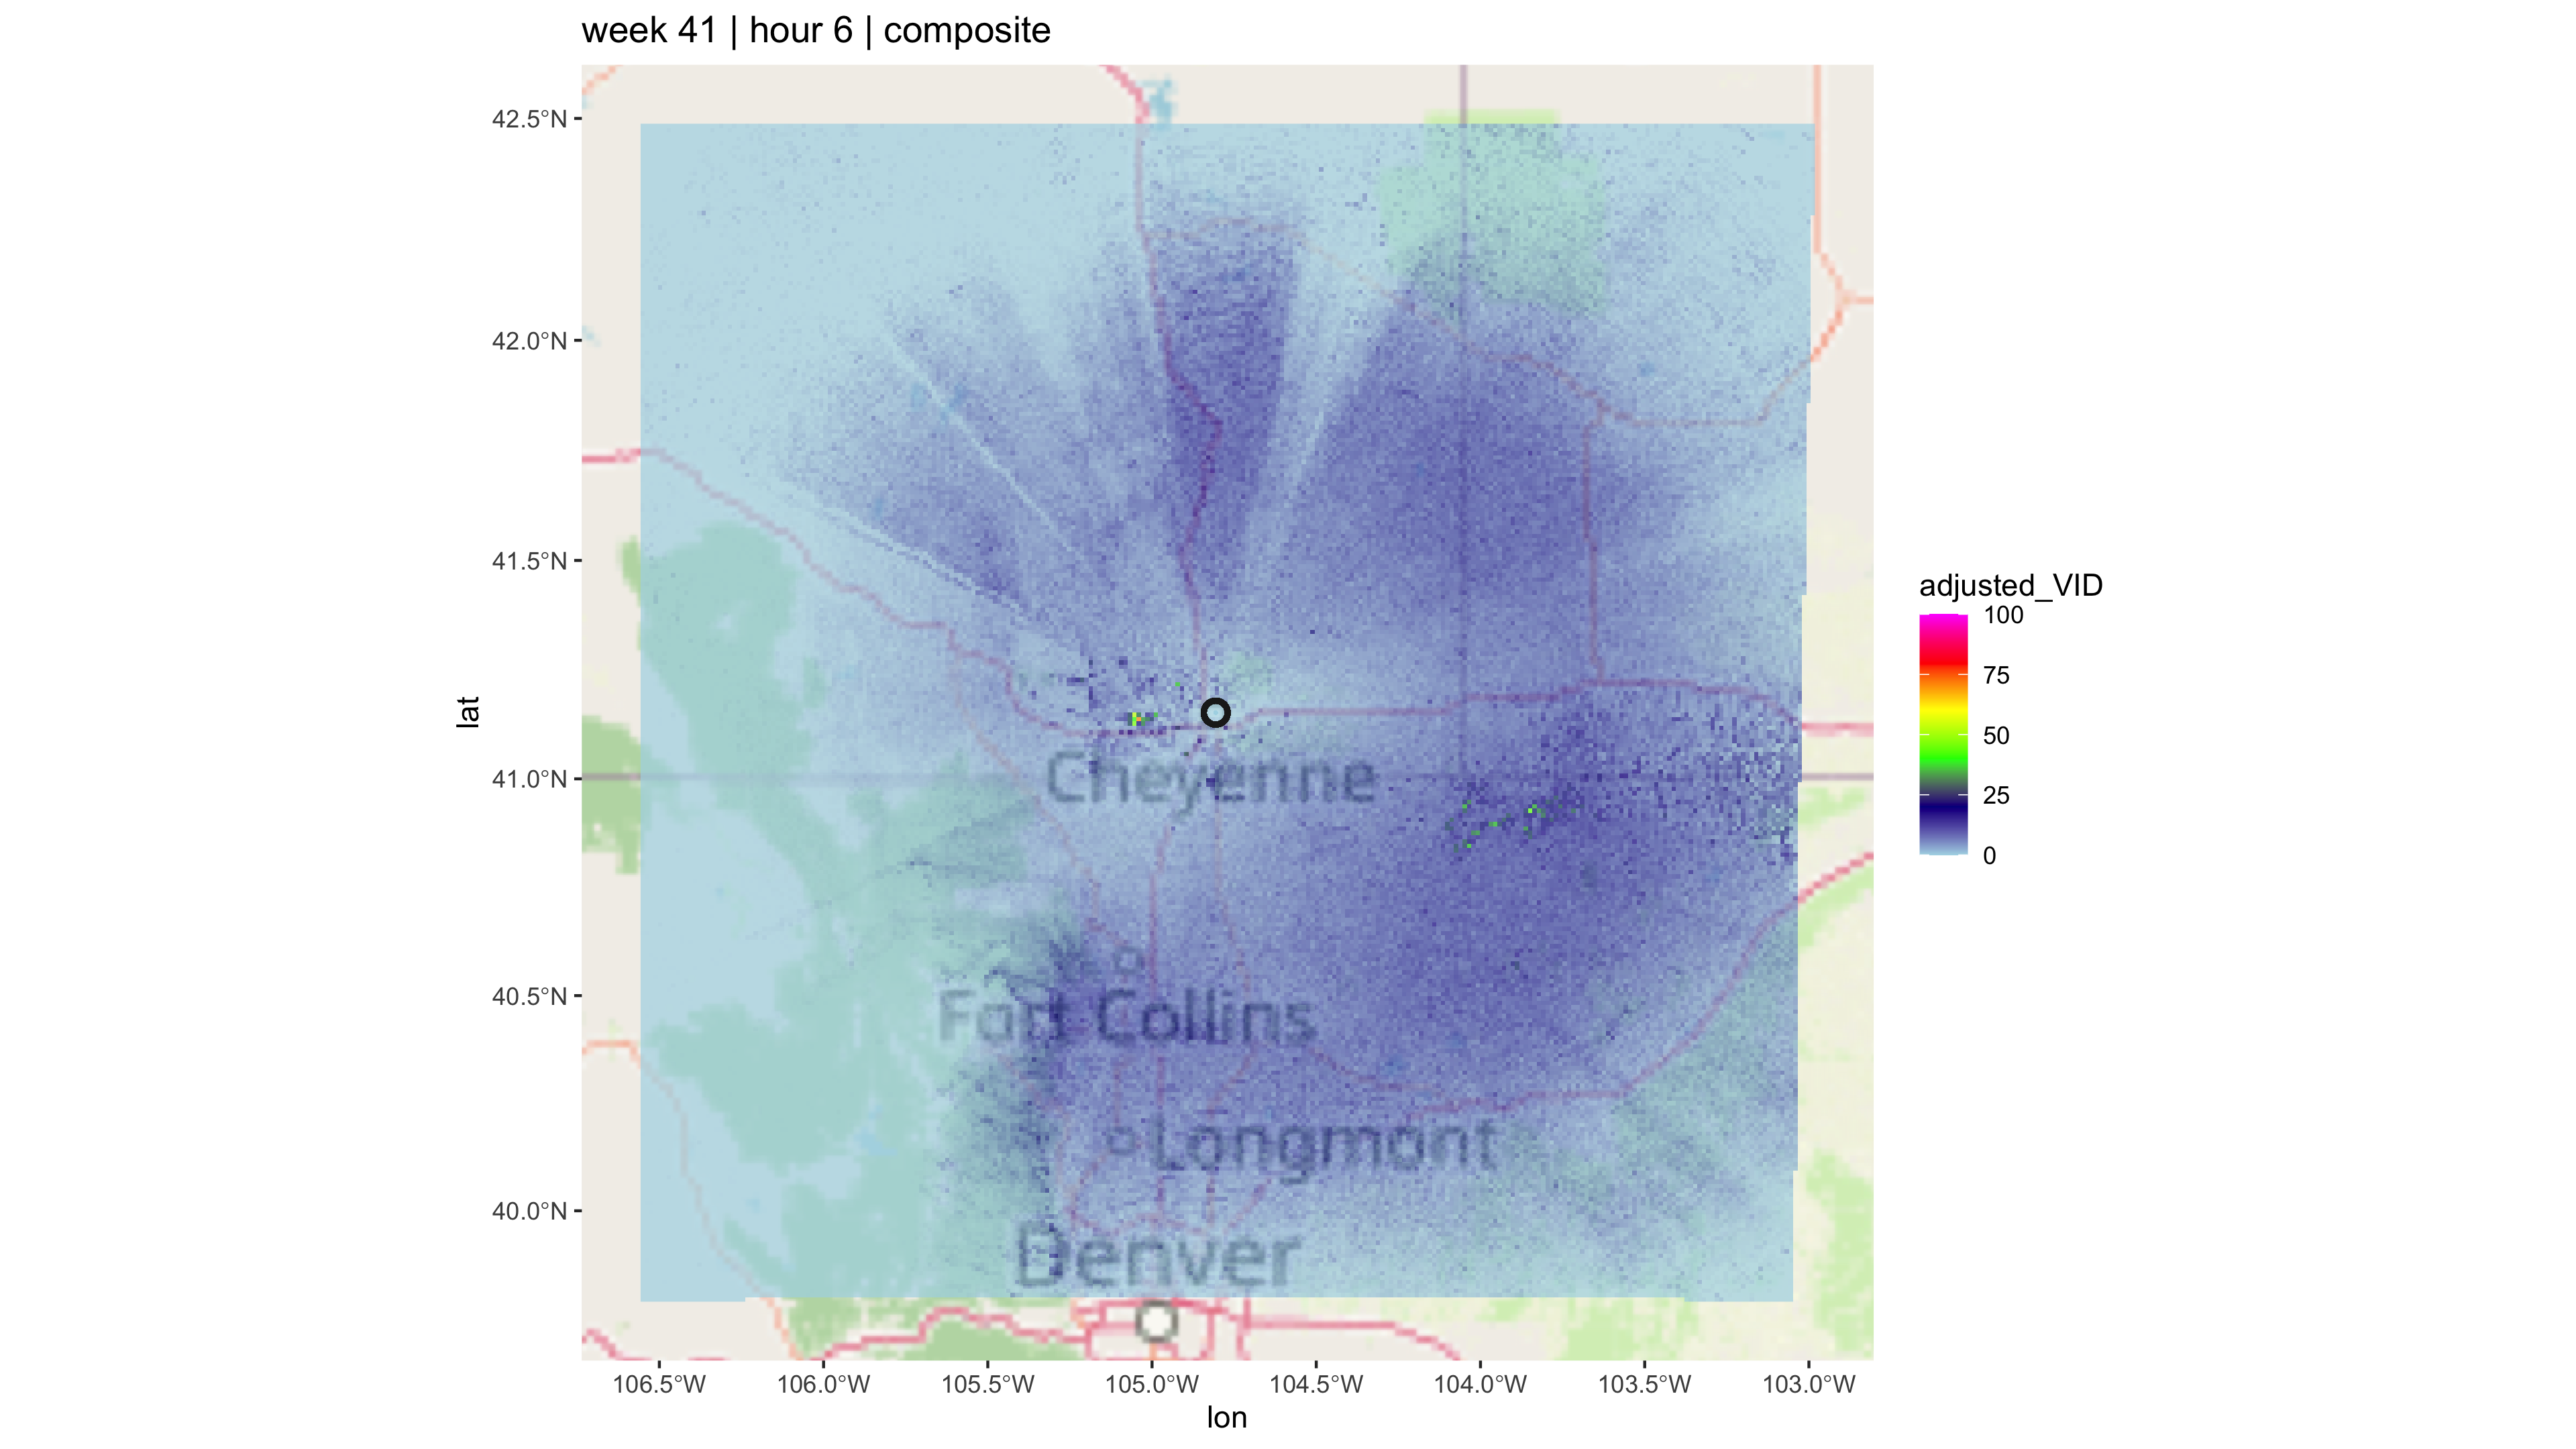 week 41 | hour 6 | composite
42.5°N
42.0°N
41.5°N
41.0°N
40.5°N
40.0°N
lat
Cheyenne
Fort Collins
Longmont
Denver
106.5°W 106.0°W 105.5°W 105.0°W 104.5°W 104.0°W 103.5°W 103.0°W
lon
adjusted_VID
100
75
50
25
0